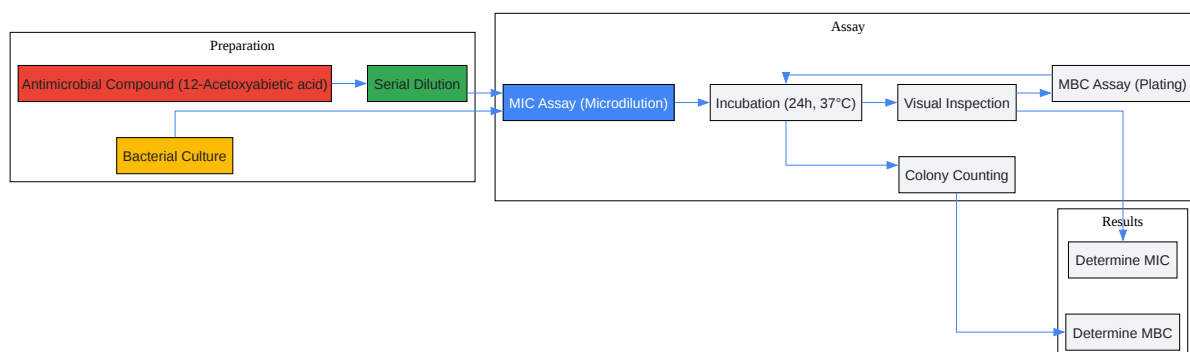 Preparation
Antimicrobial Compound (12-Acetoxyabietic acid)
Serial Dilution
Bacterial Culture
Assay
MIC Assay (Microdilution)
Incubation (24h, 37°C)
Visual Inspection
MBC Assay (Plating)
Colony Counting
Results
Determine MIC
Determine MBC